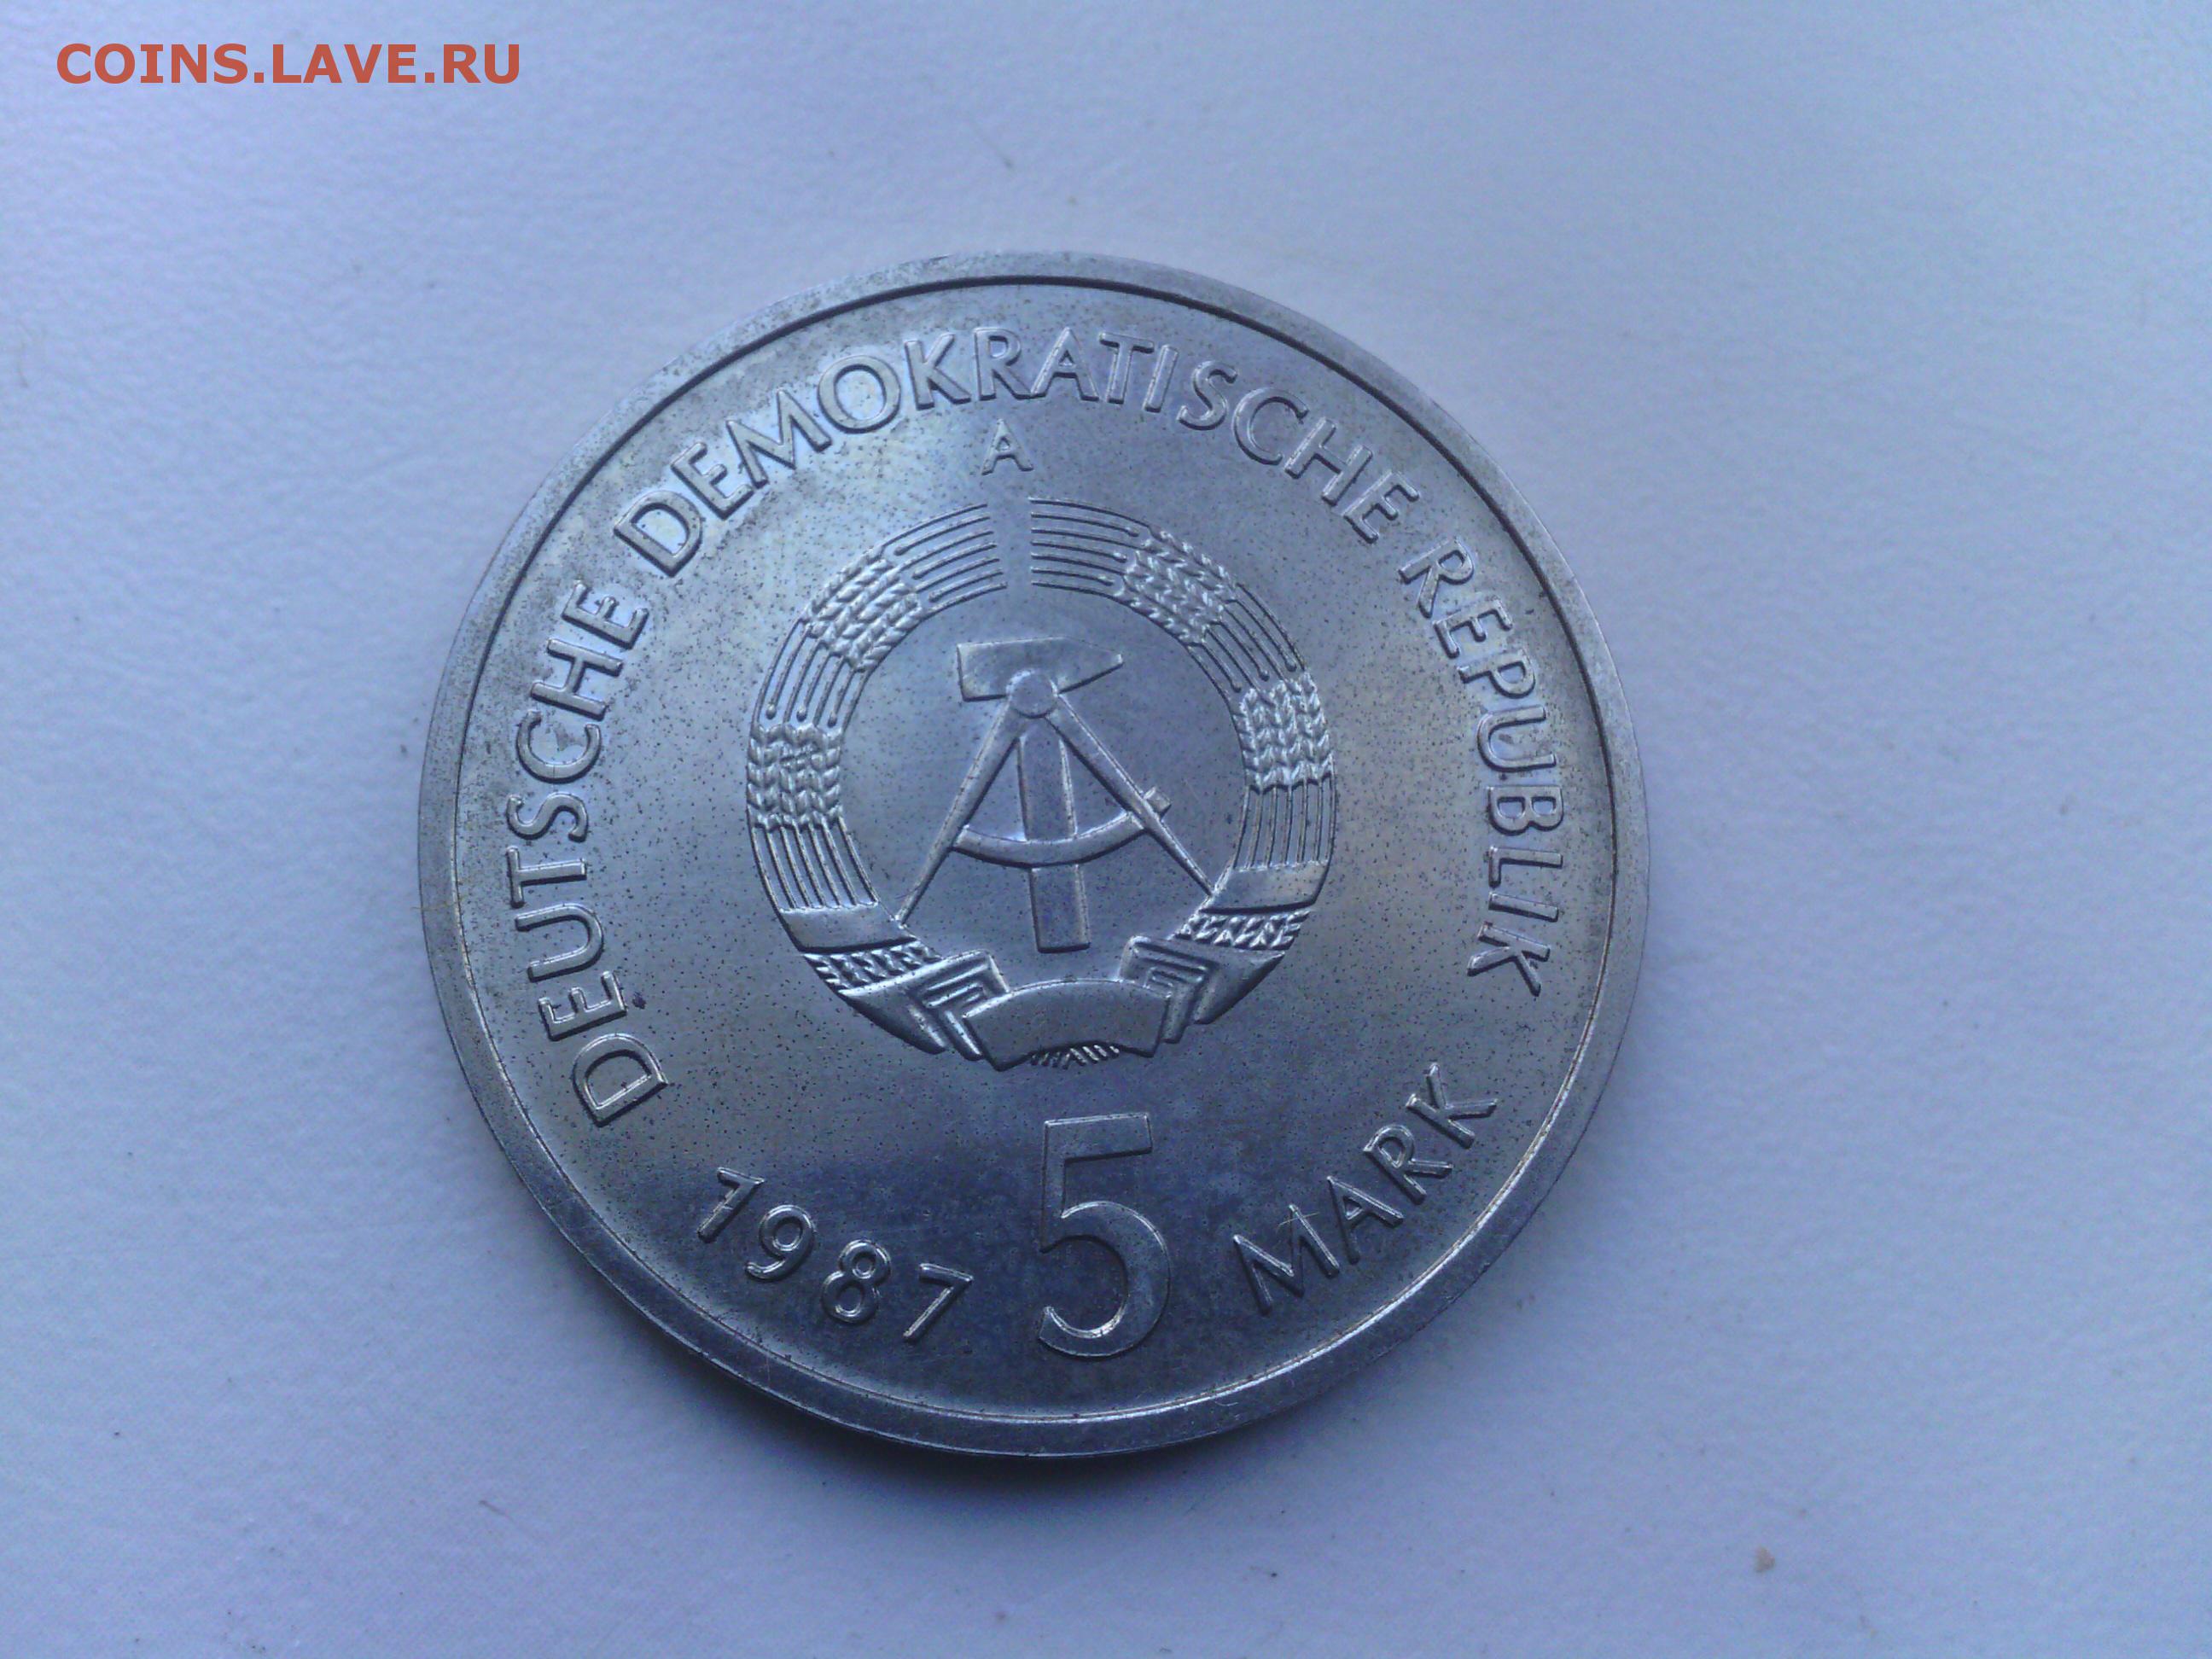 COINS.LAVE.RU
DEUTSCHE DEMOKRATISCHE REPUBLIK
A
1987 5 MARK